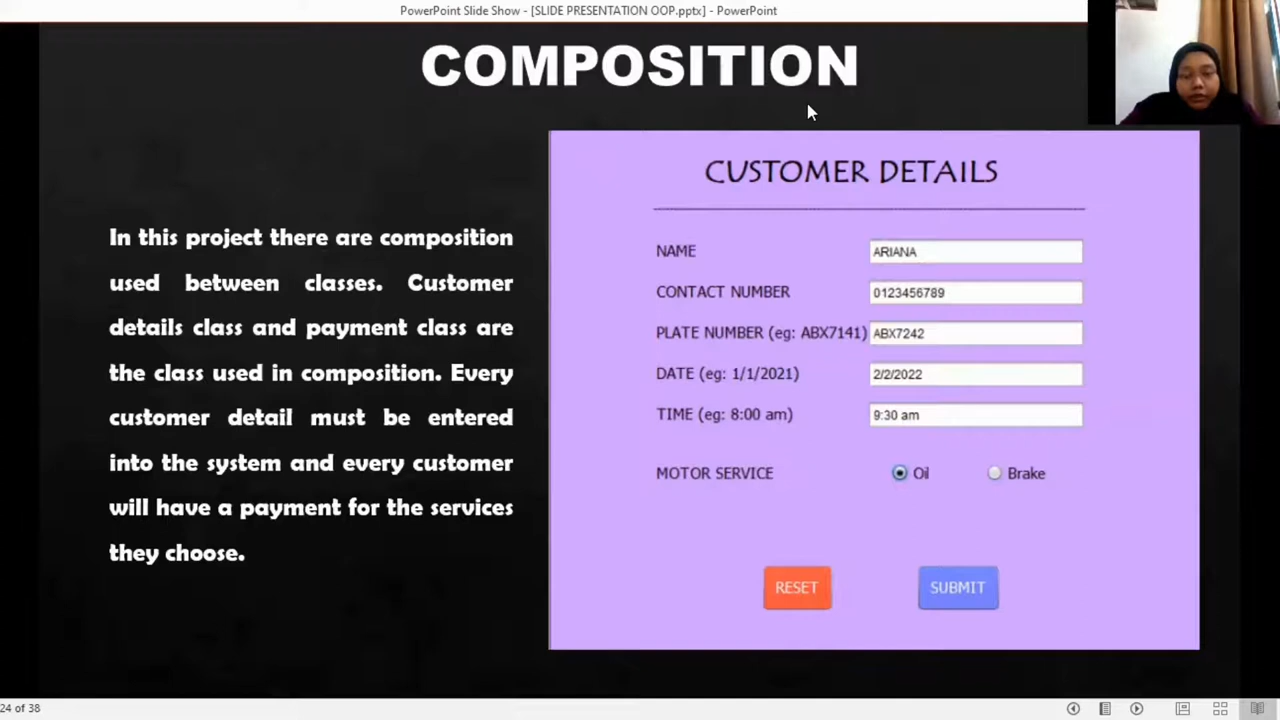 PowerPoint Slide Show - [SLIDE PRESENTATION OOP.pptx] - PowerPoint
COMPOSITION
In this project there are composition
used between classes. Customer
details class and payment class are
the class used in composition. Every
customer detail must be entered
into the system and every customer
will have a payment for the services
they choose.
CUSTOMER DETAILS
NAME ARIANA
CONTACT NUMBER 0123456789
PLATE NUMBER (eg: ABX7141) ABX7242
DATE (eg: 1/1/2021) 2/2/2022
TIME (eg: 8:00 am) 9:30 am
MOTOR SERVICE Oil Brake
RESET SUBMIT
24 of 38